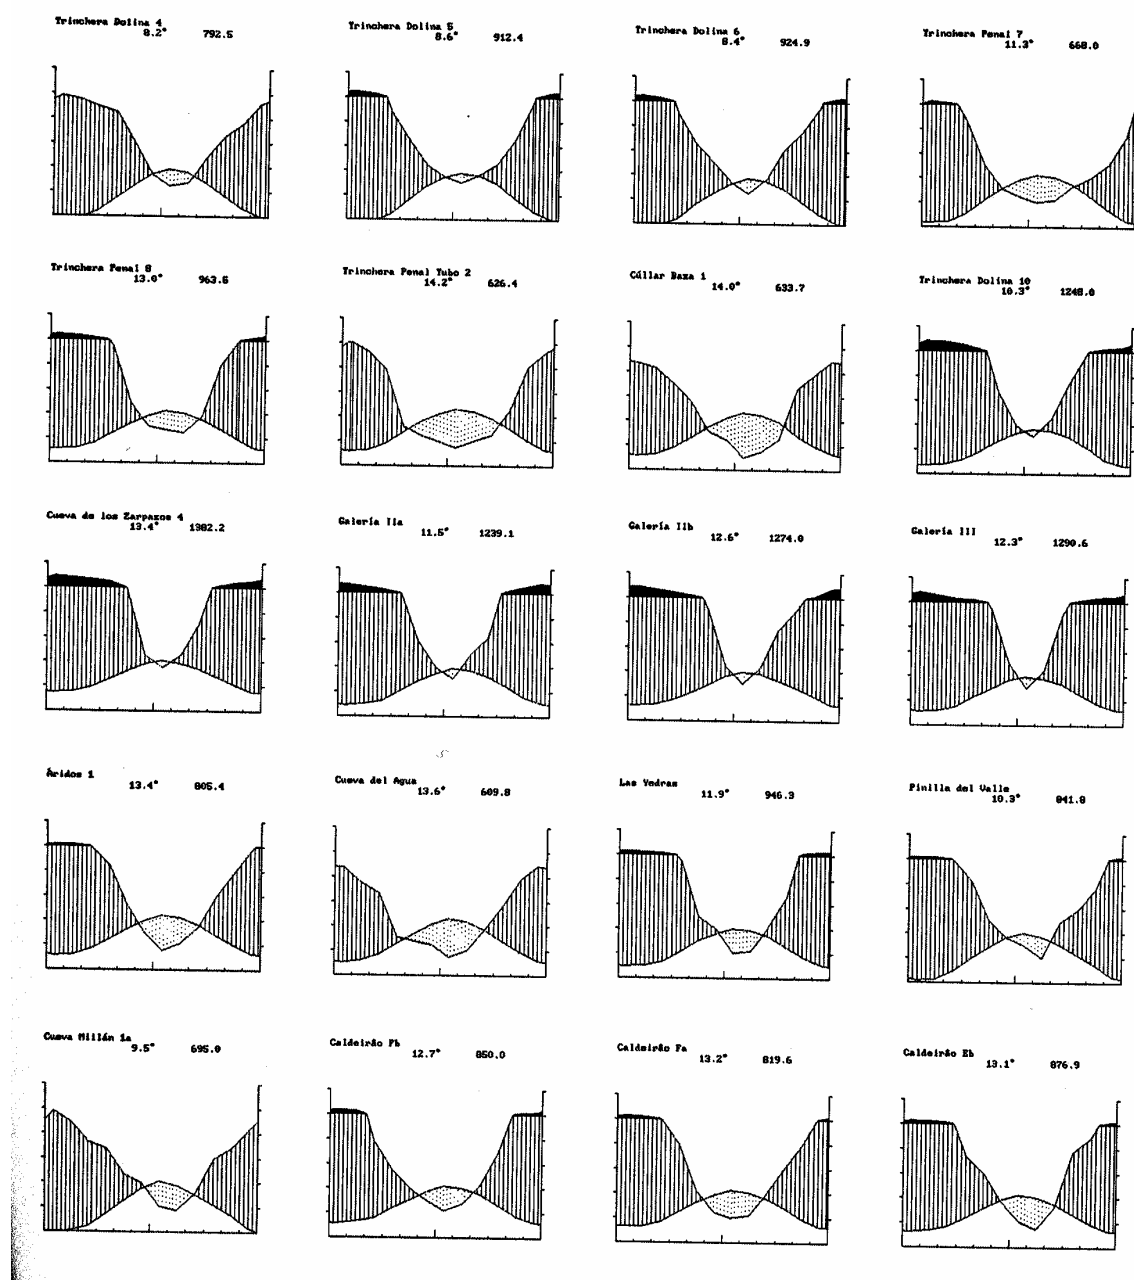 Trinchera Dolina 4
8.2° 792.5
Trinchera Dolina 5
8.6° 912.4
Trinchera Dolina 6
8.4° 924.9
Trinchera Penal 7
11.3° 668.0
Trinchera Penal 8
13.0° 963.5
Trinchera Penal Tubo 2
14.2° 626.4
Cúllar Baza 1
14.0° 633.7
Trinchera Dolina 10
10.3° 1248.0
Cueva de los Zarpazos 4
13.4° 1382.2
Galería IIa
11.5° 1239.1
Galería IIb
12.6° 1274.0
Galería III
12.3° 1290.6
Áridos 1
13.4° 805.4
Cueva del Agua
13.6° 609.8
Las Yedras
11.9° 946.3
Pinilla del Valle
10.3° 841.8
Cueva Millán 1a
9.5° 695.0
Caldeirão Fb
12.7° 850.0
Caldeirão Fa
13.2° 819.6
Caldeirão Eb
13.1° 876.9